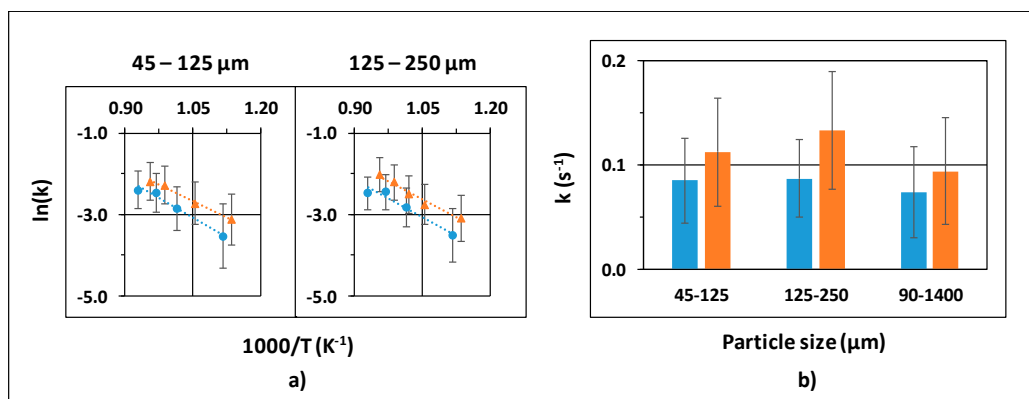 45 – 125 µm
125 – 250 µm
0.90 1.05 1.20
0.90 1.05 1.20
-1.0
-3.0
-5.0
-1.0
-3.0
-5.0
ln(k)
1000/T (K⁻¹)
a)
0.2
0.1
0.0
k (s⁻¹)
45-125 125-250 90-1400
Particle size (µm)
b)